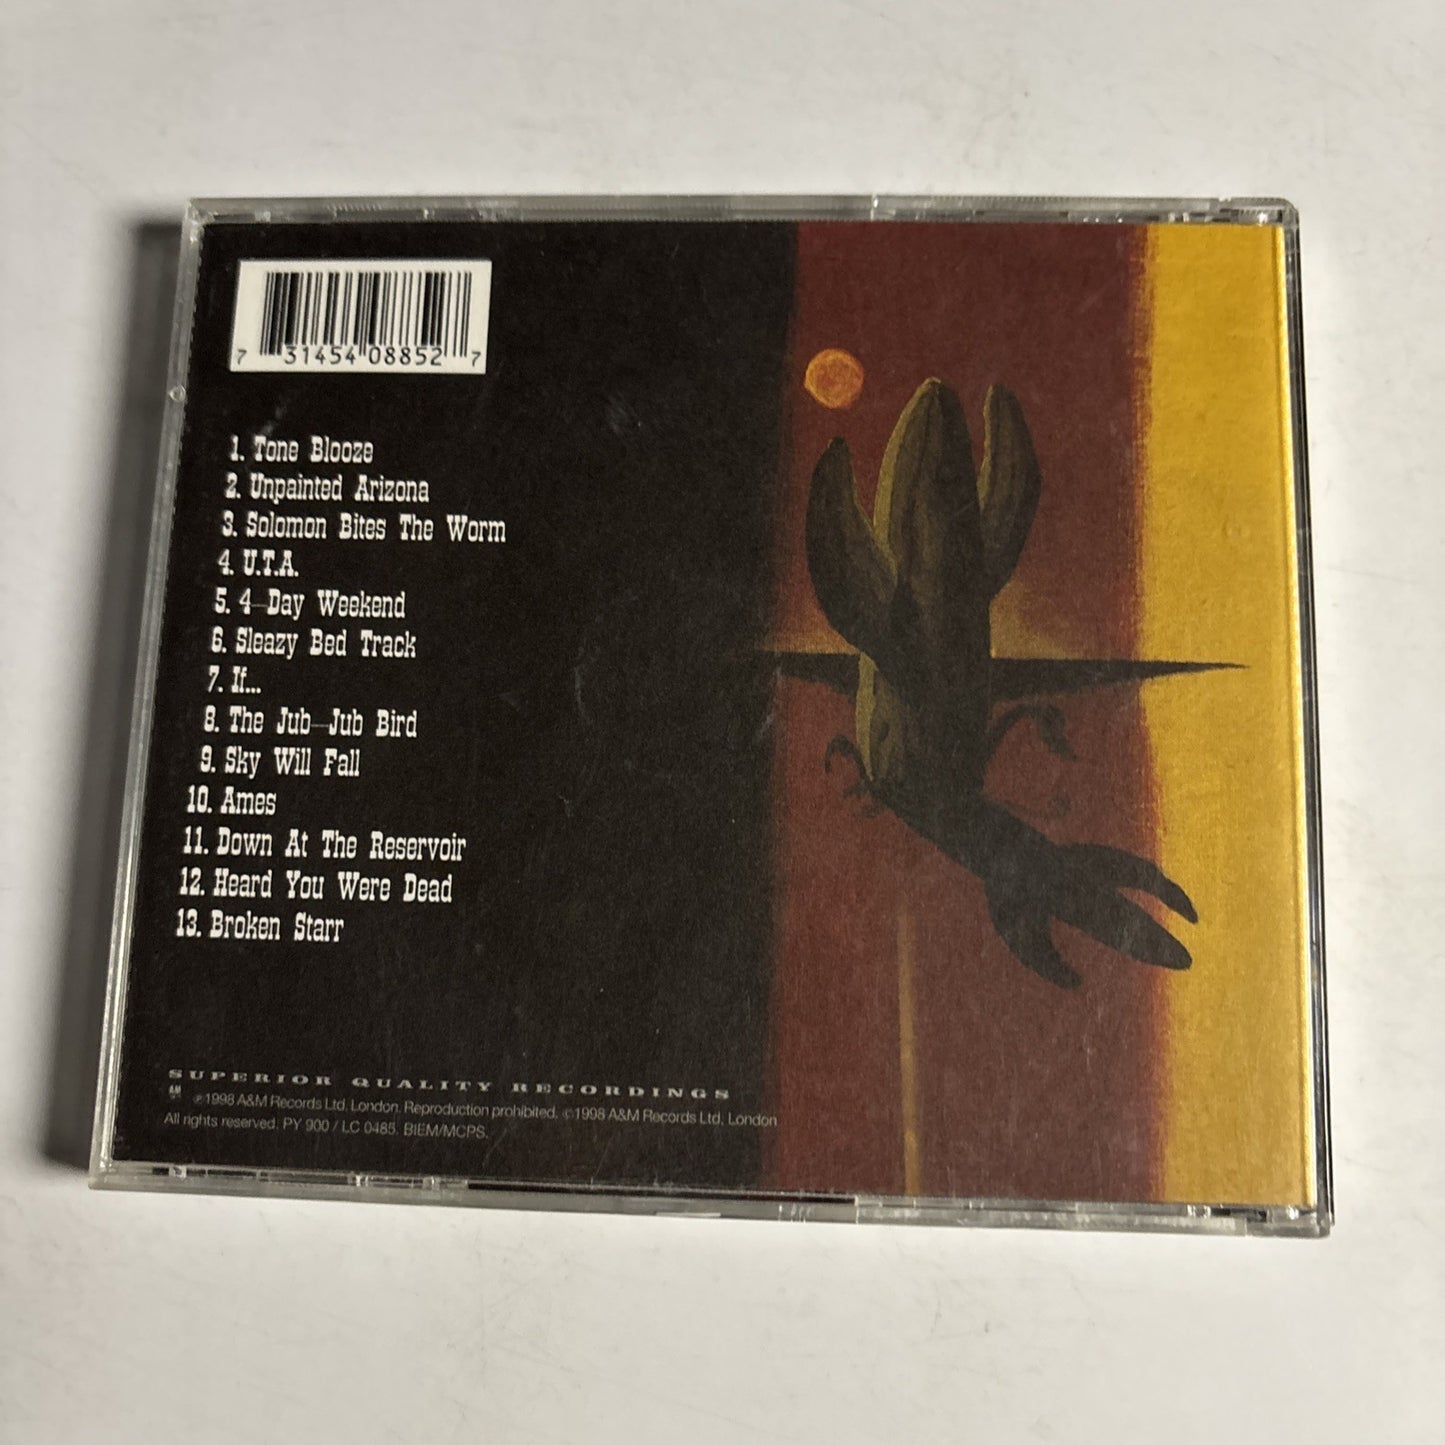 7 31454 08852 7
1. Tone Blooze
2. Unpainted Arizona
3. Solomon Bites The Worm
4. U.T.A.
5. 4-Day Weekend
6. Sleazy Bed Track
7. If...
8. The Jub-Jub Bird
9. Sky Will Fall
10. Ames
11. Down At The Reservoir
12. Heard You Were Dead
13. Broken Starr
SUPERIOR QUALITY RECORDINGS
AM ℗1998 A&M Records Ltd. London. Reproduction prohibited. ©1998 A&M Records Ltd. London
All rights reserved. PY 900 / LC 0485. BIEM/MCPS.